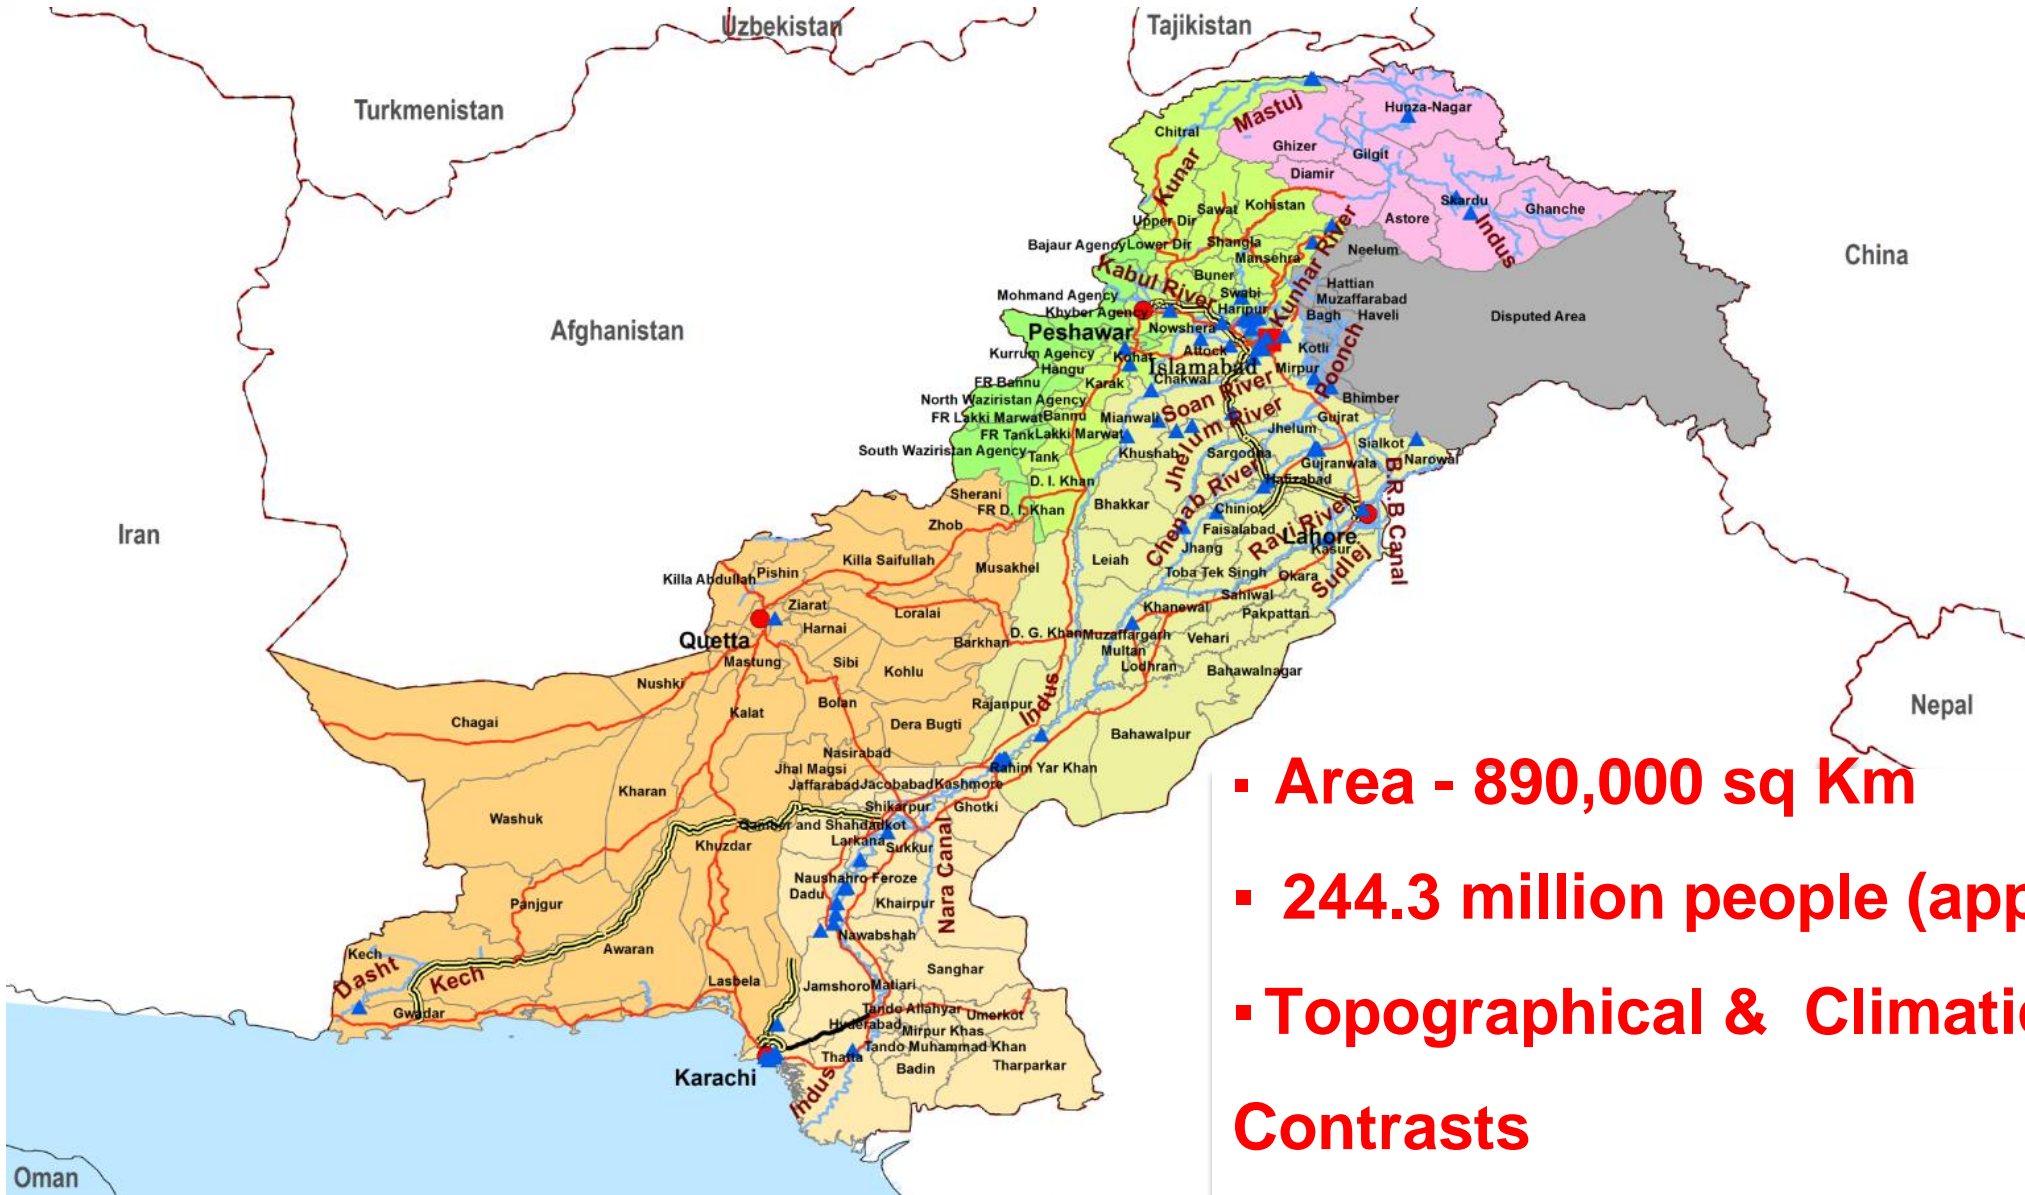 Uzbekistan
Tajikistan
Turkmenistan
Hunza-Nagar
Mastuj
Chitral
Ghizer
Gilgit
Kunar
Diamir
Skardu
Ghanche
Sawat
Kohistan
Astore
Indus
Upper Dir
Bajaur Agency
Lower Dir
Shangla
Mansehra
Kunhar River
Neelum
China
Kabul River
Buner
Hattian
Mohmand Agency
Swabi
Muzaffarabad
Khyber Agency
Haripur
Bagh
Haveli
Disputed Area
Afghanistan
Peshawar
Nowshera
Kurrum Agency
Kohat
Attock
Kotli
Poonch
Hangu
Islamabad
Mirpur
FR Bannu
Karak
Chakwal
North Waziristan Agency
Soan River
Bhimber
FR Lakki Marwat
Bannu
Mianwali
Gujrat
FR Tank
Lakki Marwat
Jhelum River
Jhelum
Sialkot
South Waziristan Agency
Tank
Khushab
Sargodha
Gujranwala
Narowal
D. I. Khan
Hafizabad
B.R.B Canal
Sherani
FR D. I. Khan
Bhakkar
Chenab River
Chiniot
Ravi River
Zhob
Faisalabad
Lahore
Iran
Jhang
Kasur
Killa Saifullah
Musakhel
Leiah
Toba Tek Singh
Okara
Sudlej
Killa Abdullah
Pishin
Sahiwal
Ziarat
Loralai
Khanewal
Pakpattan
Harnai
Quetta
Barkhan
D. G. Khan
Muzaffargarh
Vehari
Multan
Mastung
Sibi
Kohlu
Lodhran
Bahawalnagar
Nushki
Bolan
Indus
Rajanpur
Nepal
Chagai
Kalat
Dera Bugti
Bahawalpur
Nasirabad
Jhal Magsi
Rahim Yar Khan
Jaffarabad
Jacobabad
Kashmore
Kharan
Shikarpur
Ghotki
Washuk
Qamber and Shahdadkot
Khuzdar
Larkana
Sukkur
Nara Canal
Naushahro Feroze
Dadu
Khairpur
Panjgur
Nawabshah
Kech
Awaran
Dasht
Kech
Sanghar
Lasbela
Jamshoro
Matiari
Gwadar
Tando Allahyar
Umerkot
Hyderabad
Mirpur Khas
Tando Muhammad Khan
Thatta
Badin
Tharparkar
Karachi
Indus
Oman
▪ Area - 890,000 sq Km
▪ 244.3 million people (app
▪ Topographical & Climatic
Contrasts